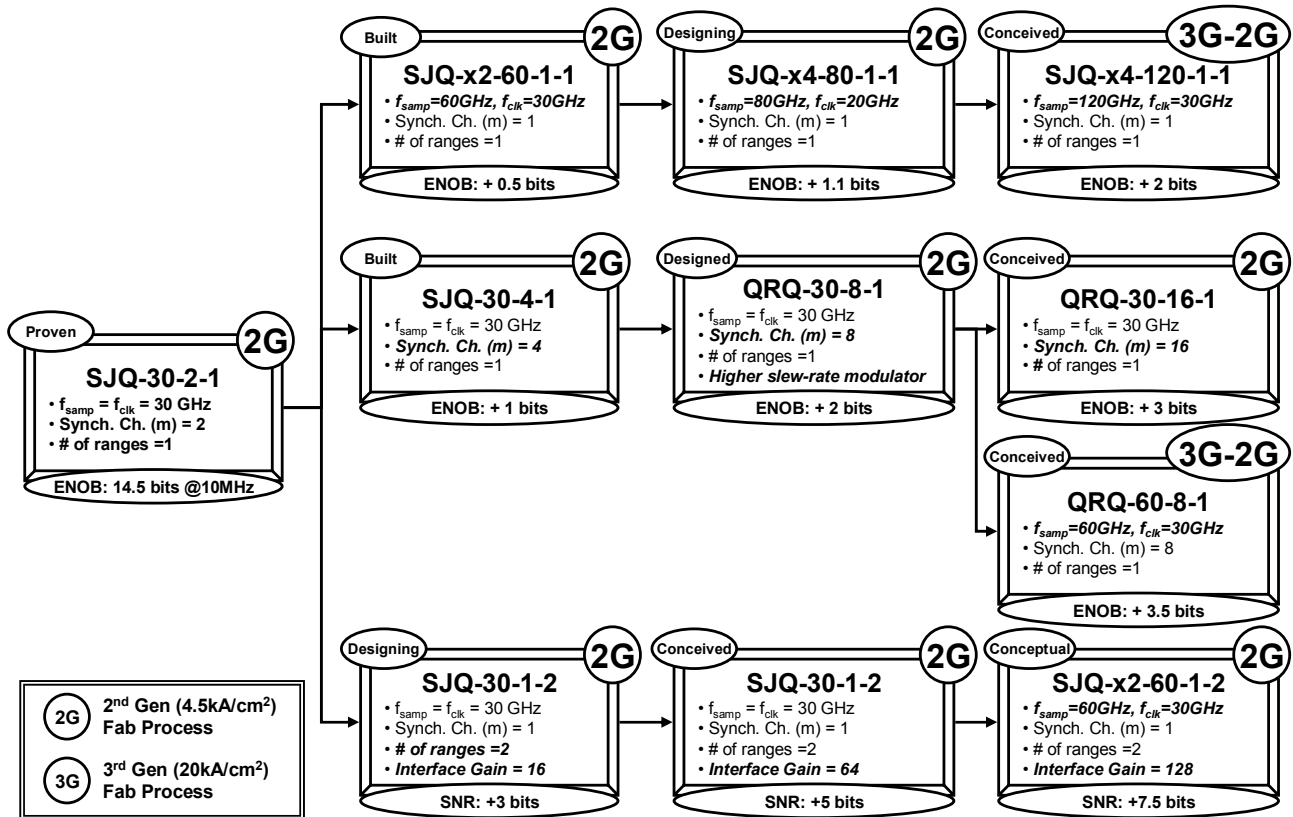 Built
2G
SJQ-x2-60-1-1
• fsamp=60GHz, fclk=30GHz
• Synch. Ch. (m) = 1
• # of ranges =1
ENOB: + 0.5 bits
Designing
2G
SJQ-x4-80-1-1
• fsamp=80GHz, fclk=20GHz
• Synch. Ch. (m) = 1
• # of ranges =1
ENOB: + 1.1 bits
Conceived
3G-2G
SJQ-x4-120-1-1
• fsamp=120GHz, fclk=30GHz
• Synch. Ch. (m) = 1
• # of ranges =1
ENOB: + 2 bits
Proven
2G
SJQ-30-2-1
• fsamp = fclk = 30 GHz
• Synch. Ch. (m) = 2
• # of ranges =1
ENOB: 14.5 bits @10MHz
Built
2G
SJQ-30-4-1
• fsamp = fclk = 30 GHz
• Synch. Ch. (m) = 4
• # of ranges =1
ENOB: + 1 bits
Designed
2G
QRQ-30-8-1
• fsamp = fclk = 30 GHz
• Synch. Ch. (m) = 8
• # of ranges =1
• Higher slew-rate modulator
ENOB: + 2 bits
Conceived
2G
QRQ-30-16-1
• fsamp = fclk = 30 GHz
• Synch. Ch. (m) = 16
• # of ranges =1
ENOB: + 3 bits
Conceived
3G-2G
QRQ-60-8-1
• fsamp=60GHz, fclk=30GHz
• Synch. Ch. (m) = 8
• # of ranges =1
ENOB: + 3.5 bits
Designing
2G
SJQ-30-1-2
• fsamp = fclk = 30 GHz
• Synch. Ch. (m) = 1
• # of ranges =2
• Interface Gain = 16
SNR: +3 bits
Conceived
2G
SJQ-30-1-2
• fsamp = fclk = 30 GHz
• Synch. Ch. (m) = 1
• # of ranges =2
• Interface Gain = 64
SNR: +5 bits
Conceptual
2G
SJQ-x2-60-1-2
• fsamp=60GHz, fclk=30GHz
• Synch. Ch. (m) = 1
• # of ranges =2
• Interface Gain = 128
SNR: +7.5 bits
2G
2nd Gen (4.5kA/cm²)
Fab Process
3G
3rd Gen (20kA/cm²)
Fab Process